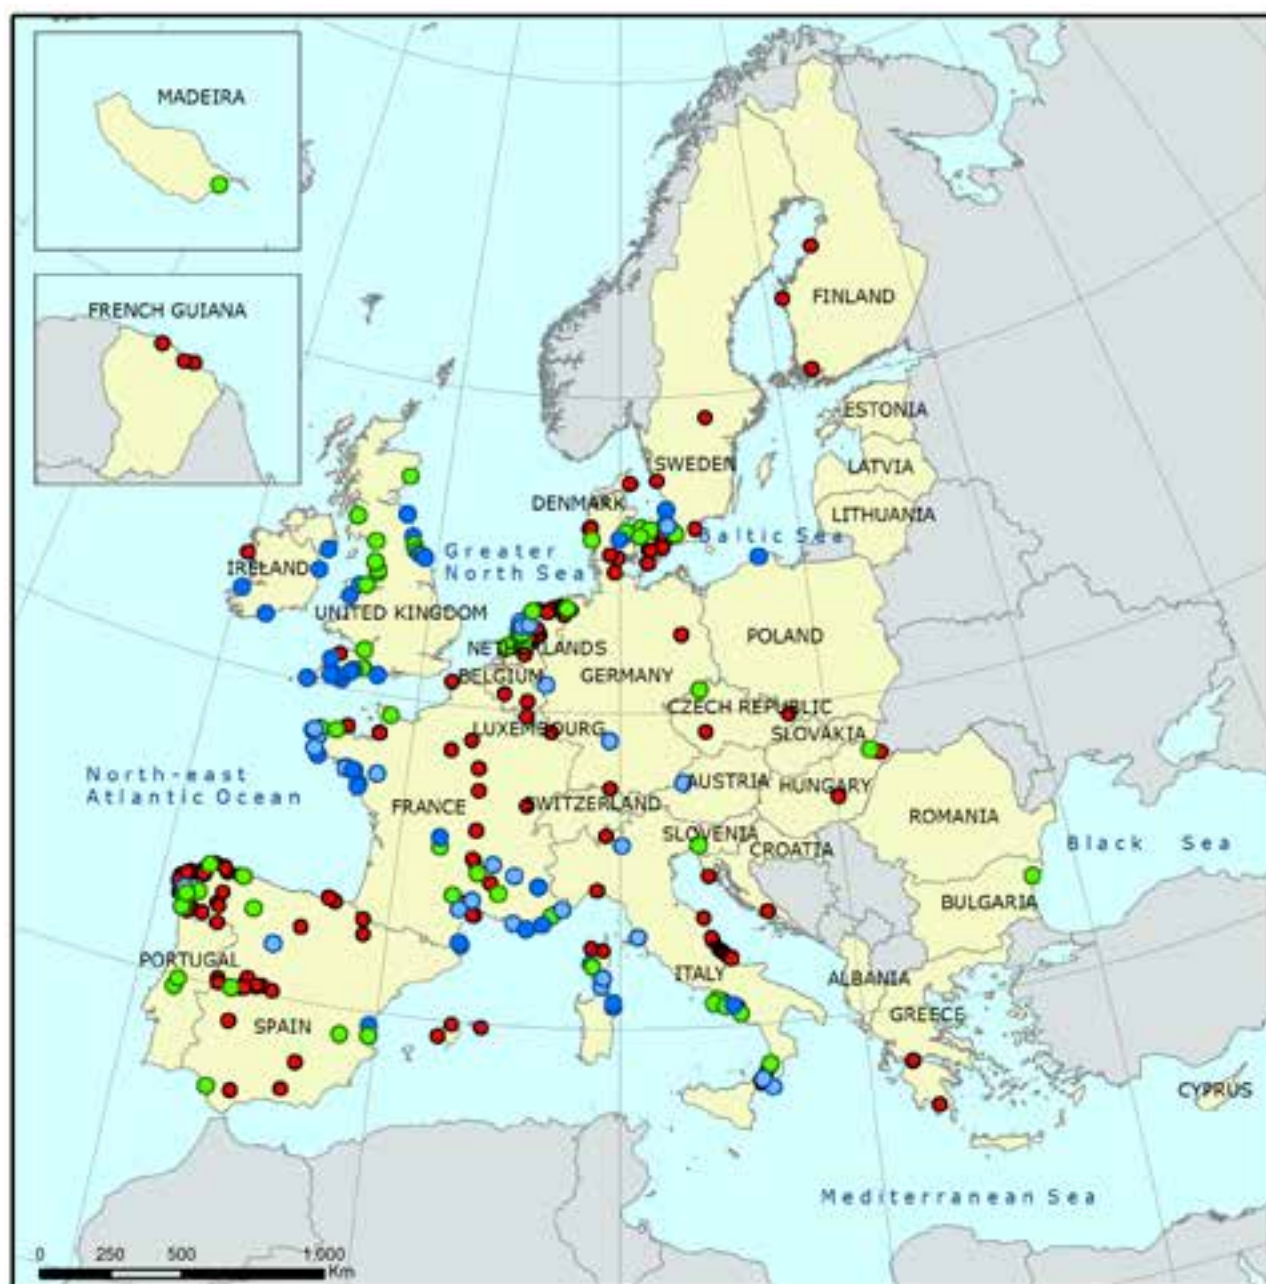 MADEIRA
FRENCH GUIANA
FINLAND
ESTONIA
SWEDEN
LATVIA
DENMARK
LITHUANIA
Baltic Sea
Greater
North Sea
IRELAND
UNITED KINGDOM
NETHERLANDS
POLAND
BELGIUM
GERMANY
CZECH REPUBLIC
LUXEMBOURG
SLOVAKIA
North-east
Atlantic Ocean
AUSTRIA
HUNGARY
FRANCE
SWITZERLAND
ROMANIA
SLOVENIA
CROATIA
Black Sea
BULGARIA
PORTUGAL
ITALY
ALBANIA
SPAIN
GREECE
CYPRUS
Mediterranean Sea
0 250 500 1.000
Km